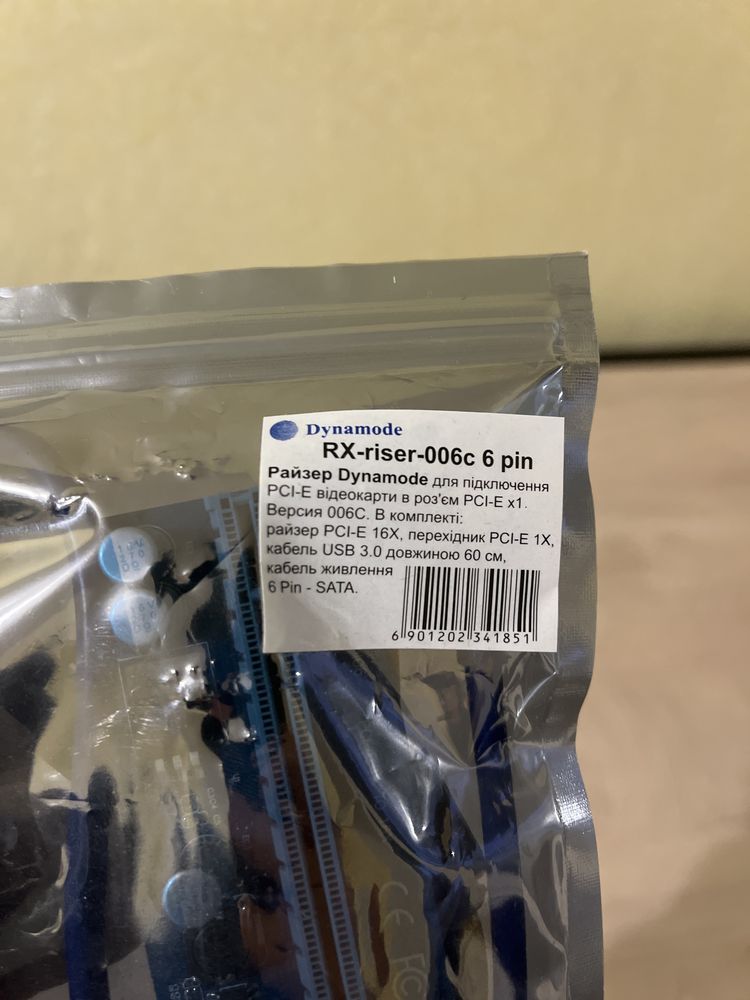 Dynamode
RX-riser-006c 6 pin
Райзер Dynamode для підключення
PCI-E відеокарти в роз'єм PCI-E x1.
Версия 006C. В комплекті:
райзер PCI-E 16X, перехідник PCI-E 1X,
кабель USB 3.0 довжиною 60 см,
кабель живлення
6 Pin - SATA.
6 901202 341851
CE FC